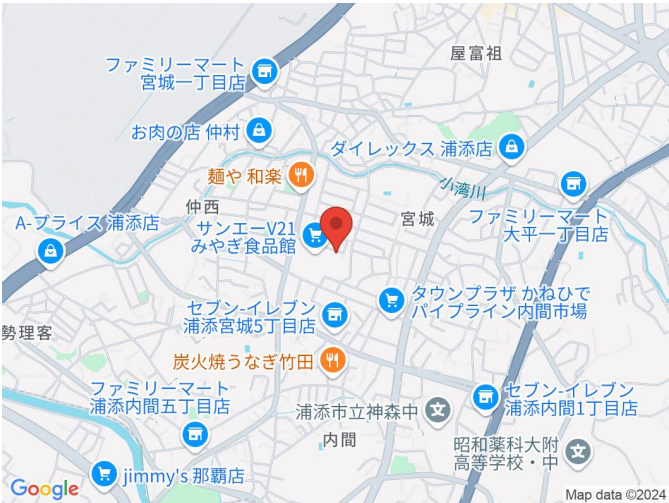 屋富祖
ファミリーマート
宮城一丁目店
お肉の店 仲村
ダイレックス 浦添店
麺や 和楽
小湾川
仲西
宮城
ファミリーマート
大平一丁目店
A-プライス 浦添店
サンエーV21
みやぎ食品館
タウンプラザ かねひで
パイプライン内間市場
セブン-イレブン
浦添宮城5丁目店
勢理客
炭火焼うなぎ竹田
ファミリーマート
浦添内間五丁目店
セブン-イレブン
浦添内間1丁目店
浦添市立神森中
内間
昭和薬科大附
高等学校・中
jimmy's 那覇店
Google
Map data ©2024